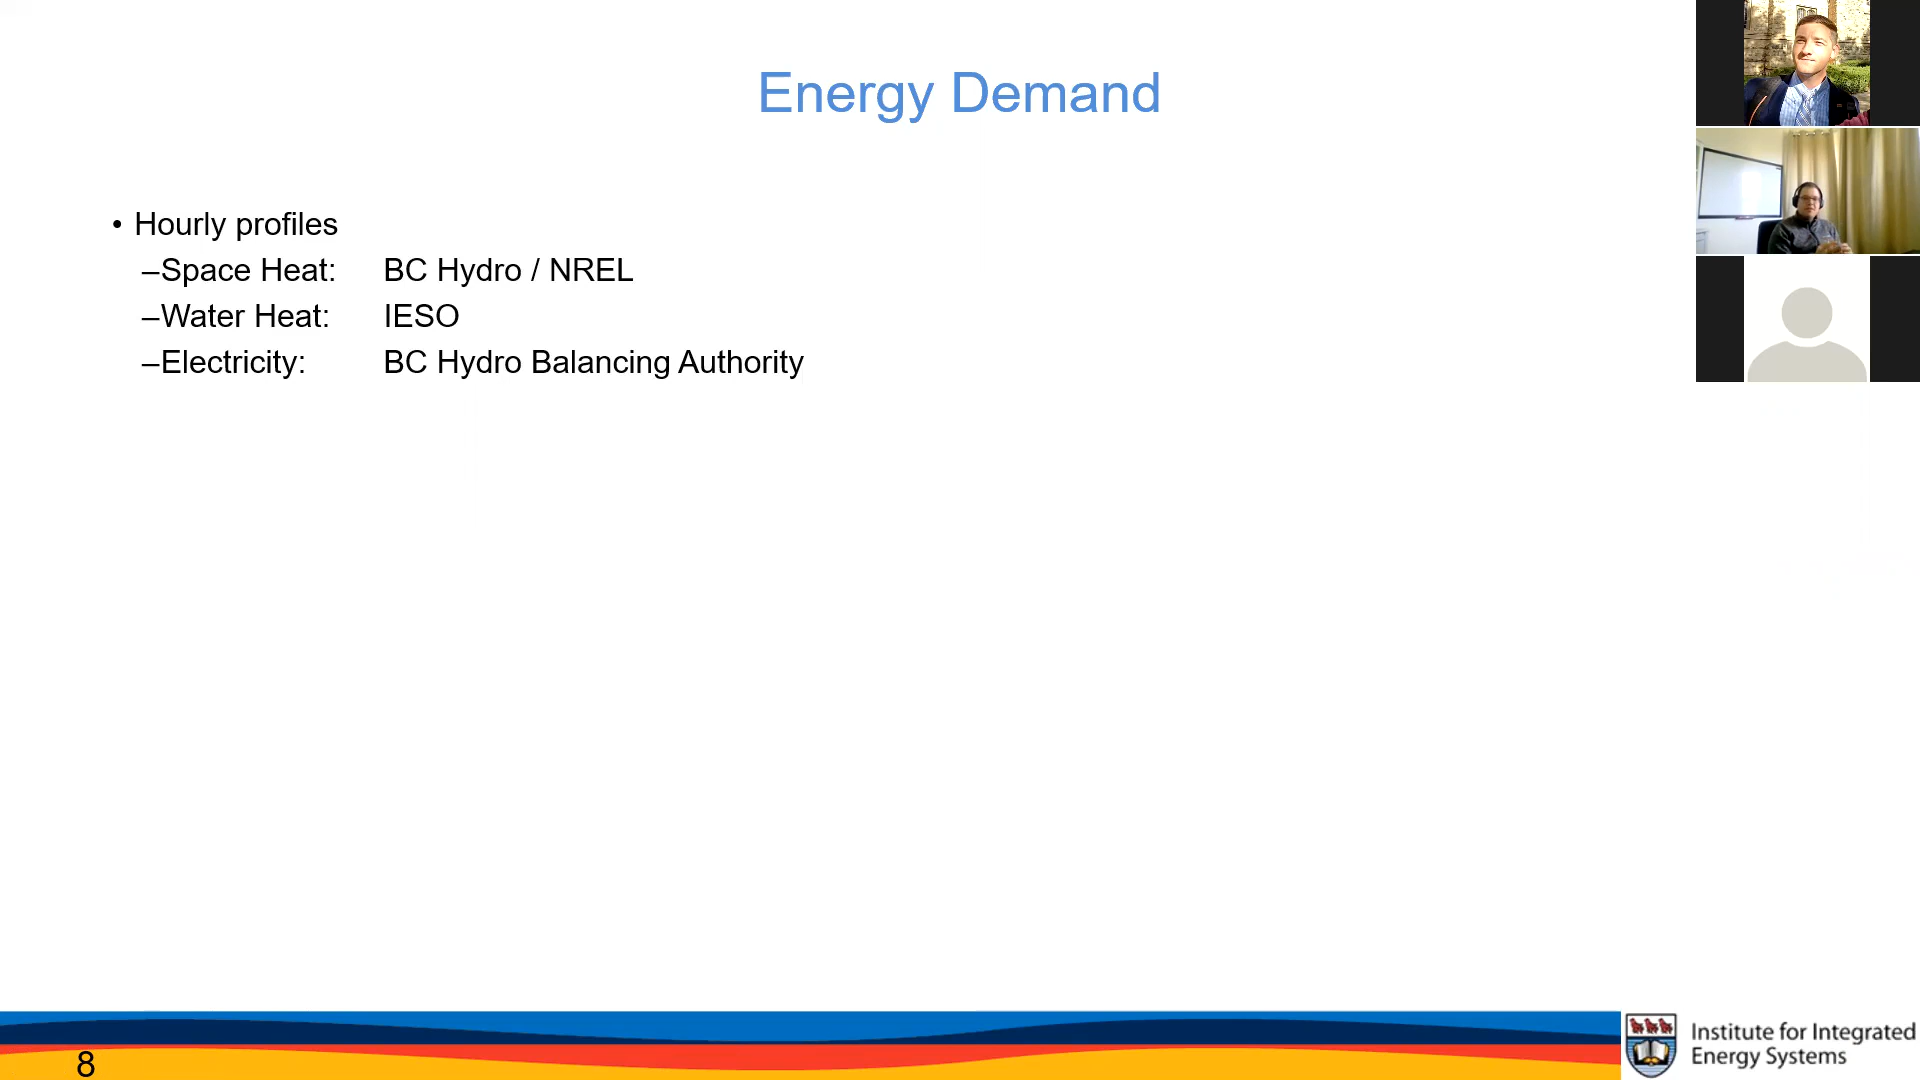 Energy Demand
• Hourly profiles
–Space Heat: BC Hydro / NREL
–Water Heat: IESO
–Electricity: BC Hydro Balancing Authority
8
Institute for Integrated
Energy Systems